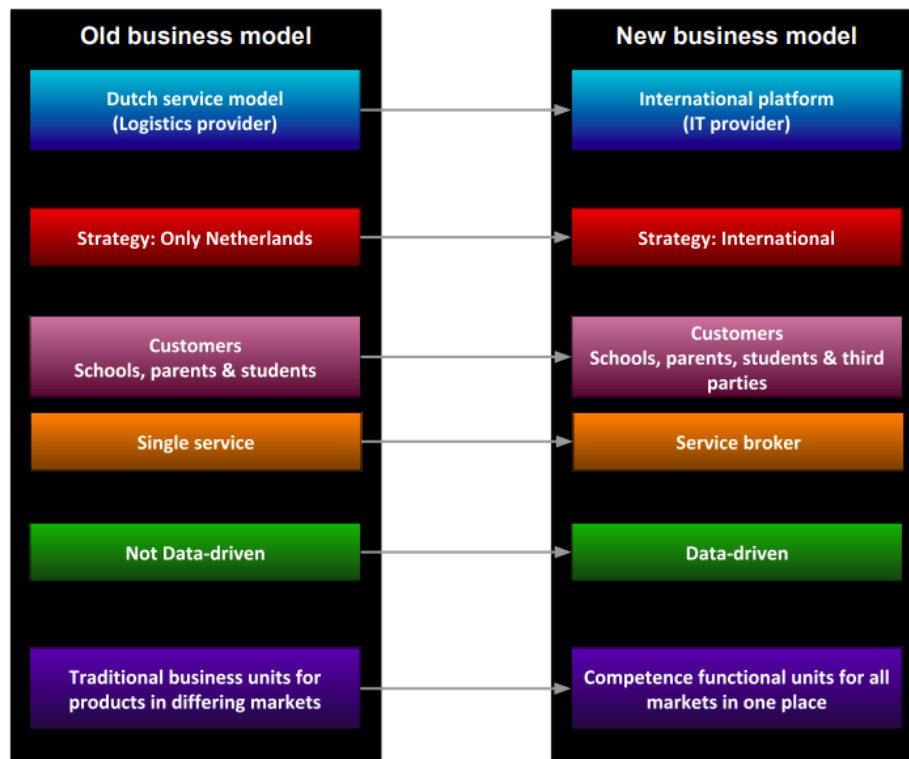 Old business model
Dutch service model
(Logistics provider)
Strategy: Only Netherlands
Customers
Schools, parents & students
Single service
Not Data-driven
Traditional business units for
products in differing markets
New business model
International platform
(IT provider)
Strategy: International
Customers
Schools, parents, students & third
parties
Service broker
Data-driven
Competence functional units for all
markets in one place